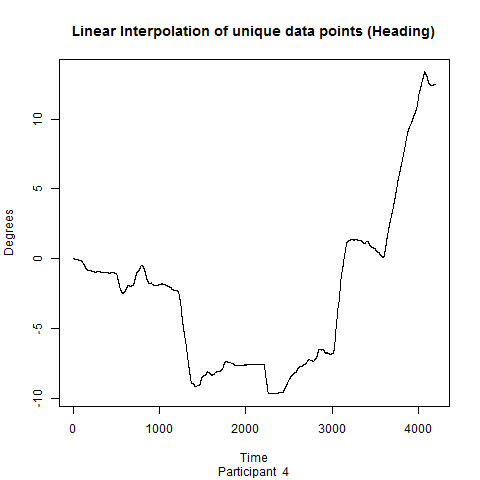 Linear Interpolation of unique data points (Heading)
Degrees
10
5
0
-5
-10
0 1000 2000 3000 4000
Time
Participant 4